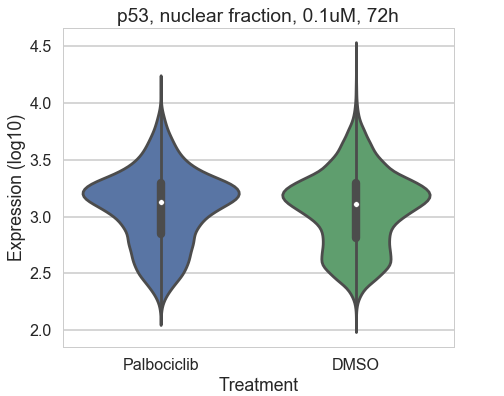 p53, nuclear fraction, 0.1uM, 72h
4.5
4.0
3.5
3.0
2.5
2.0
Expression (log10)
Palbociclib
DMSO
Treatment